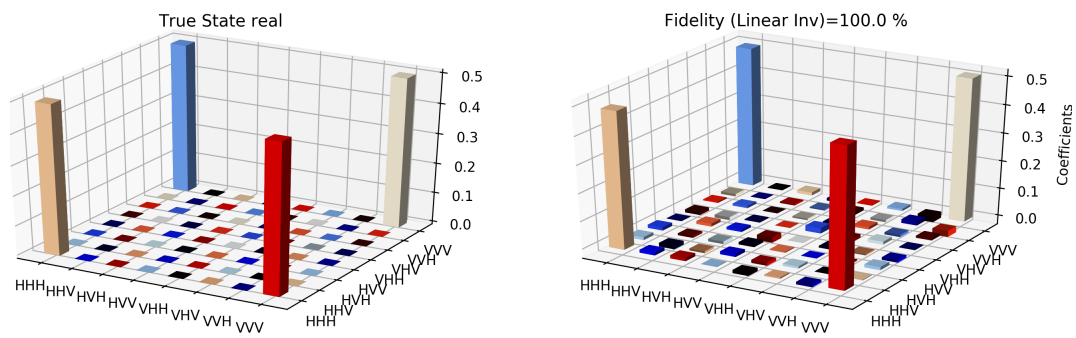 True State real
0.5
0.4
0.3
0.2
0.1
0.0
HHH
HHV
HVH
HVV
VHH
VHV
VVH
VVV
HHH
HHV
HVH
HVV
VHH
VHV
VVH
VVV
Fidelity (Linear Inv)=100.0 %
0.5
0.4
0.3
0.2
0.1
0.0
Coefficients
HHH
HHV
HVH
HVV
VHH
VHV
VVH
VVV
HHH
HHV
HVH
HVV
VHH
VHV
VVH
VVV